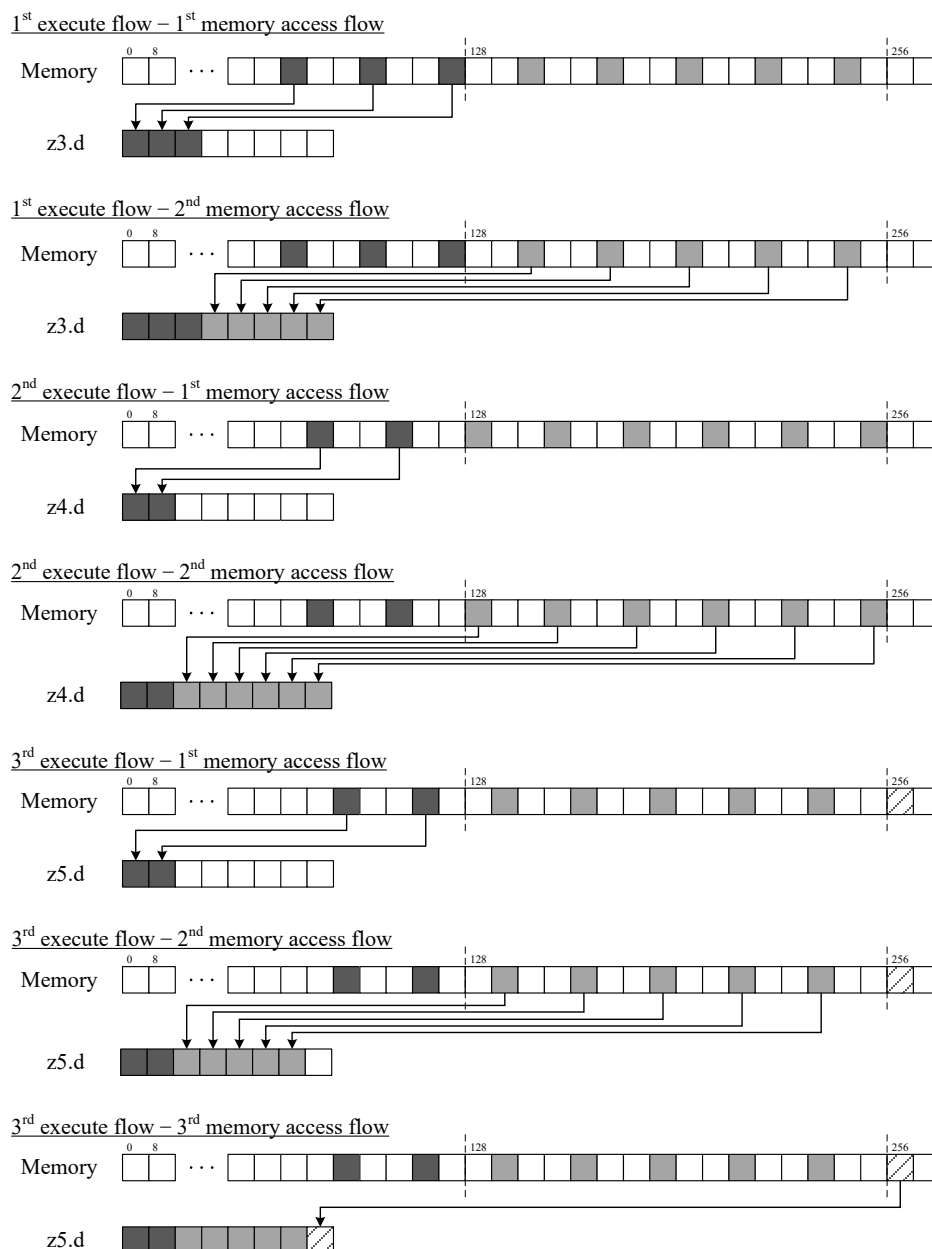 1st execute flow – 1st memory access flow
0 8 128 256
Memory ···
z3.d
1st execute flow – 2nd memory access flow
0 8 128 256
Memory ···
z3.d
2nd execute flow – 1st memory access flow
0 8 128 256
Memory ···
z4.d
2nd execute flow – 2nd memory access flow
0 8 128 256
Memory ···
z4.d
3rd execute flow – 1st memory access flow
0 8 128 256
Memory ···
z5.d
3rd execute flow – 2nd memory access flow
0 8 128 256
Memory ···
z5.d
3rd execute flow – 3rd memory access flow
0 8 128 256
Memory ···
z5.d